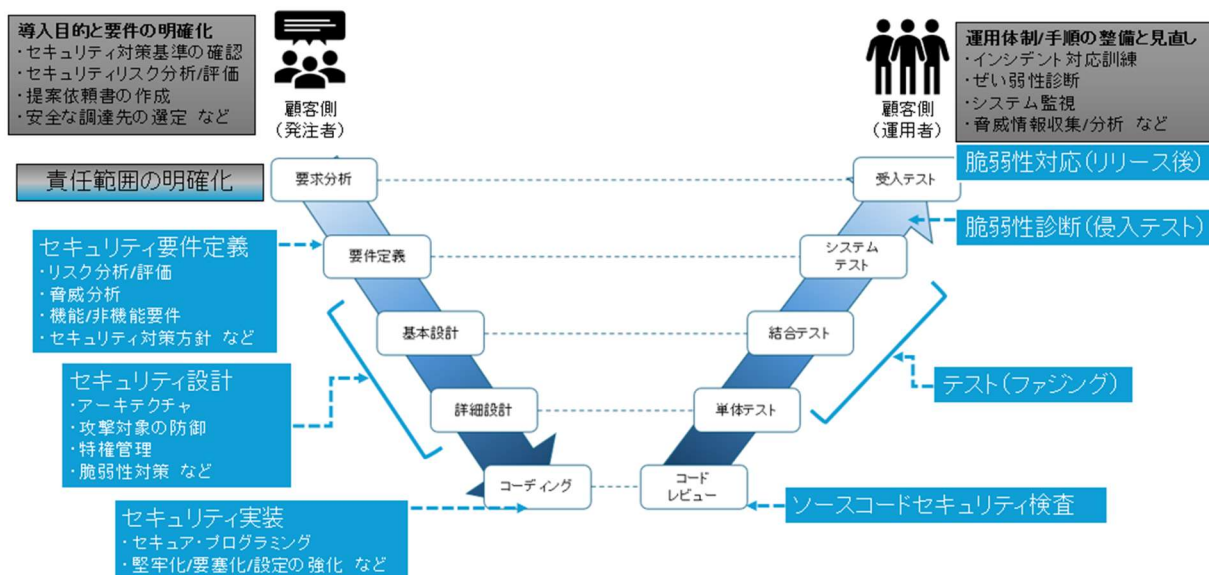 導入目的と要件の明確化
・セキュリティ対策基準の確認
・セキュリティリスク分析/評価
・提案依頼書の作成
・安全な調達先の選定 など
顧客側
(発注者)
顧客側
(運用者)
運用体制/手順の整備と見直し
・インシデント対応訓練
・ぜい弱性診断
・システム監視
・脅威情報収集/分析 など
責任範囲の明確化
要求分析
受入テスト
脆弱性対応(リリース後)
脆弱性診断(侵入テスト)
セキュリティ要件定義
・リスク分析/評価
・脅威分析
・機能/非機能要件
・セキュリティ対策方針 など
要件定義
システム
テスト
基本設計
結合テスト
セキュリティ設計
・アーキテクチャ
・攻撃対象の防御
・特権管理
・脆弱性対策 など
詳細設計
単体テスト
テスト(ファジング)
コーディング
コード
レビュー
セキュリティ実装
・セキュア・プログラミング
・堅牢化/要塞化/設定の強化 など
ソースコードセキュリティ検査